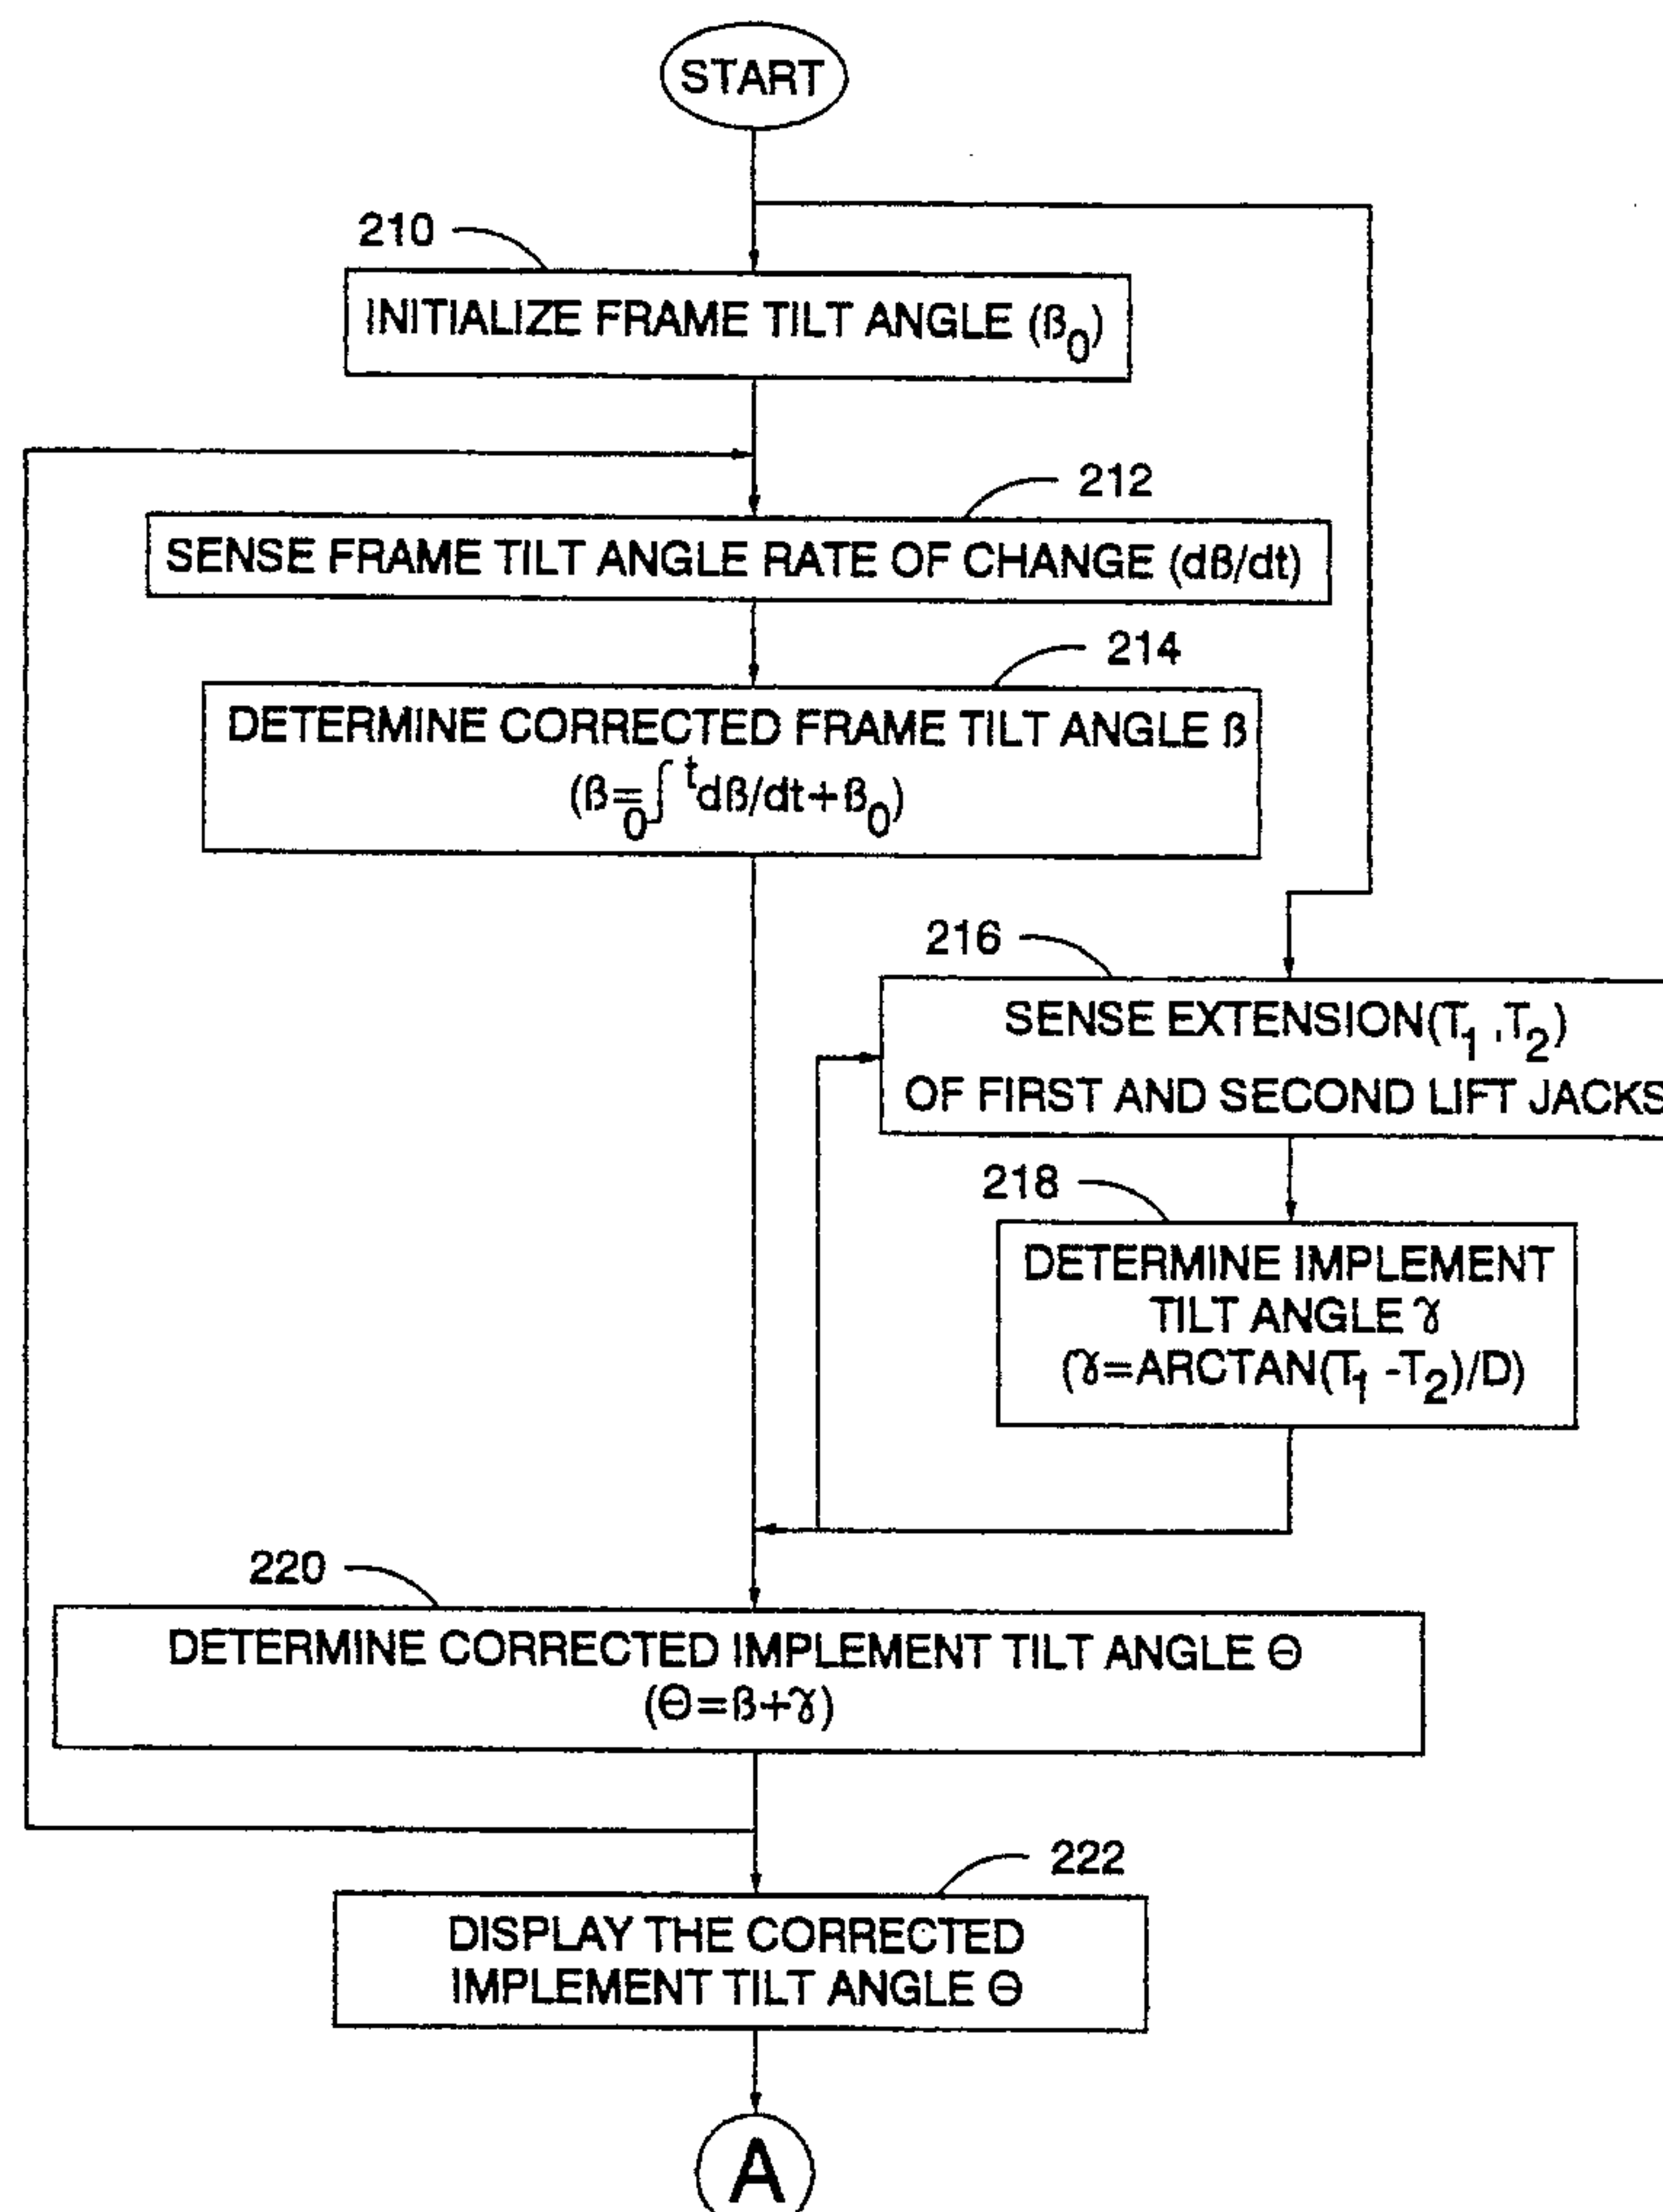 START
210
INITIALIZE FRAME TILT ANGLE (β₀)
212
SENSE FRAME TILT ANGLE RATE OF CHANGE (dβ/dt)
214
DETERMINE CORRECTED FRAME TILT ANGLE β
(β=₀∫ᵗdβ/dt+β₀)
216
SENSE EXTENSION(T₁,T₂)
OF FIRST AND SECOND LIFT JACKS
218
DETERMINE IMPLEMENT
TILT ANGLE γ
(γ=ARCTAN(T₁-T₂)/D)
220
DETERMINE CORRECTED IMPLEMENT TILT ANGLE Θ
(Θ=β+γ)
222
DISPLAY THE CORRECTED
IMPLEMENT TILT ANGLE Θ
A